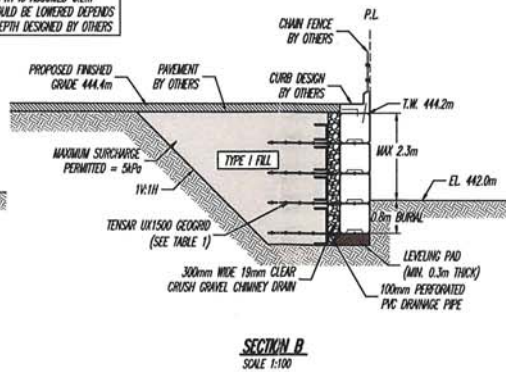 OULD BE LOWERED DEPENDS
EPTH DESIGNED BY OTHERS
P.L.
CHAIN FENCE
BY OTHERS
PROPOSED FINISHED
GRADE 444.4m
PAVEMENT
BY OTHERS
CURB DESIGN
BY OTHERS
T.W. 444.2m
MAXIMUM SURCHARGE
PERMITTED = 5kPa
TYPE I FILL
MAX 2.3m
1V:1H
EL. 442.0m
TENSAR UX1500 GEOGRID
(SEE TABLE 1)
0.8m BURIAL
300mm WIDE 19mm CLEAR
CRUSH GRAVEL CHIMNEY DRAIN
LEVELING PAD
(MIN. 0.3m THICK)
100mm PERFORATED
PVC DRAINAGE PIPE
SECTION B
SCALE 1:100